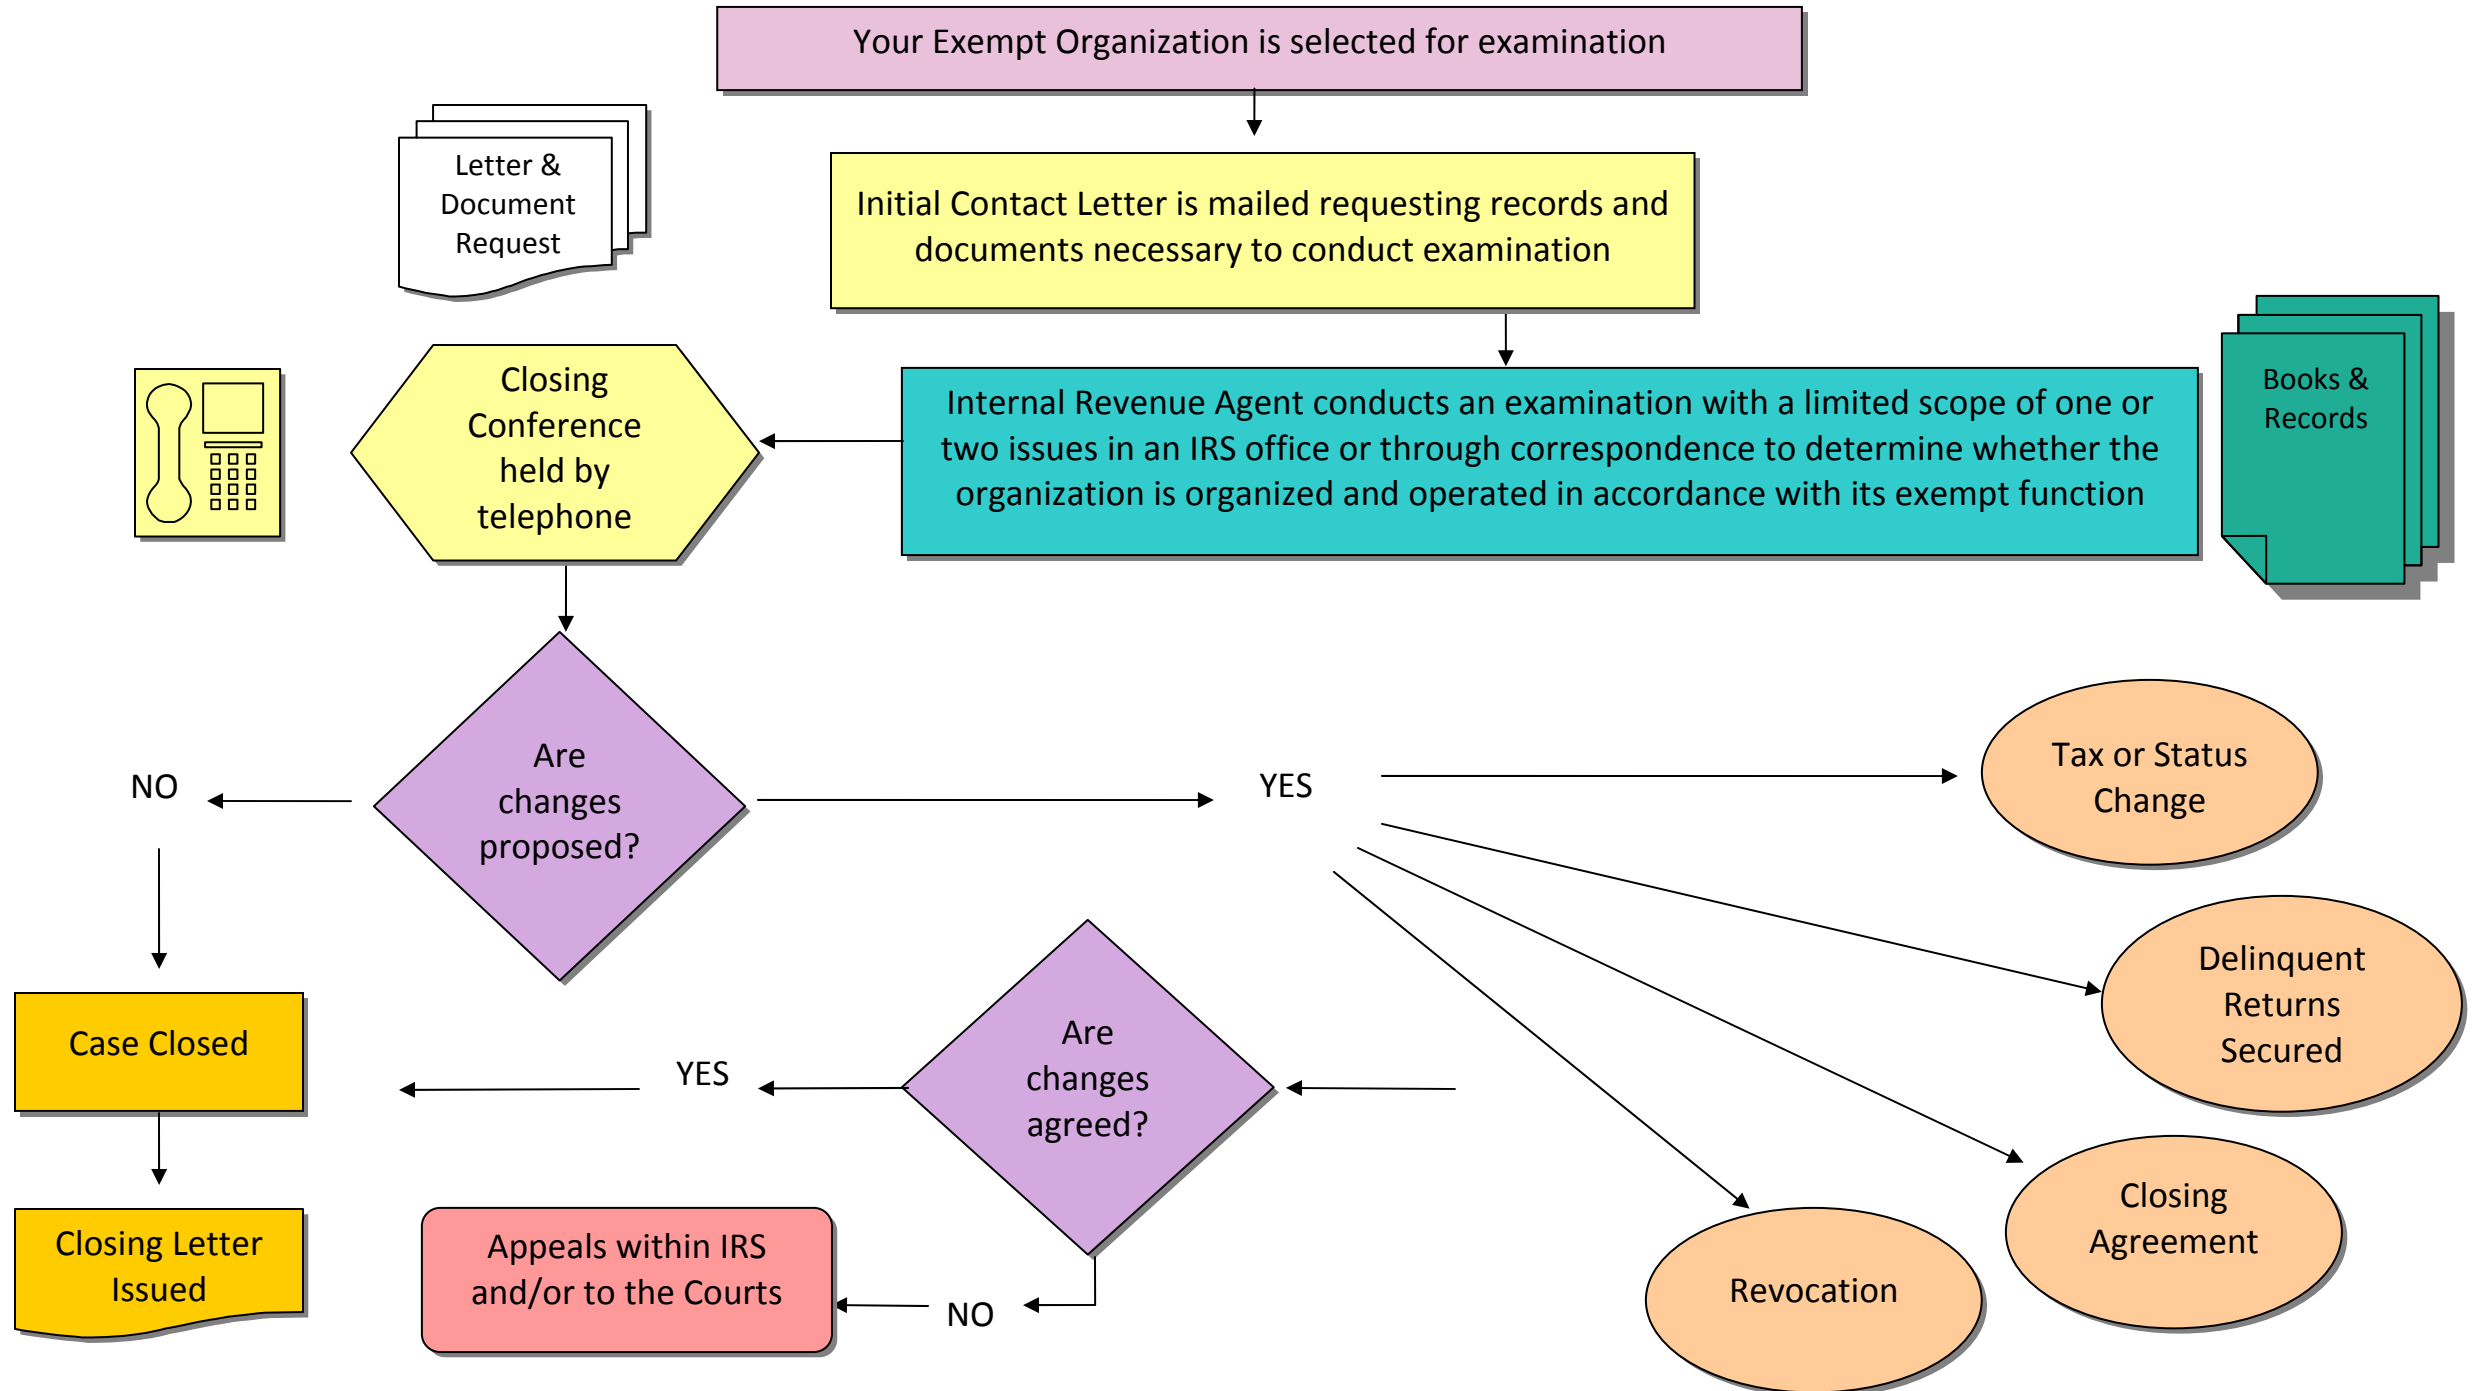 Your Exempt Organization is selected for examination
Letter &
Document
Request
Initial Contact Letter is mailed requesting records and
documents necessary to conduct examination
Closing
Conference
held by
telephone
Internal Revenue Agent conducts an examination with a limited scope of one or
two issues in an IRS office or through correspondence to determine whether the
organization is organized and operated in accordance with its exempt function
Books &
Records
Are
changes
proposed?
NO
YES
Tax or Status
Change
Delinquent
Returns
Secured
Closing
Agreement
Revocation
Are
changes
agreed?
YES
NO
Case Closed
Closing Letter
Issued
Appeals within IRS
and/or to the Courts